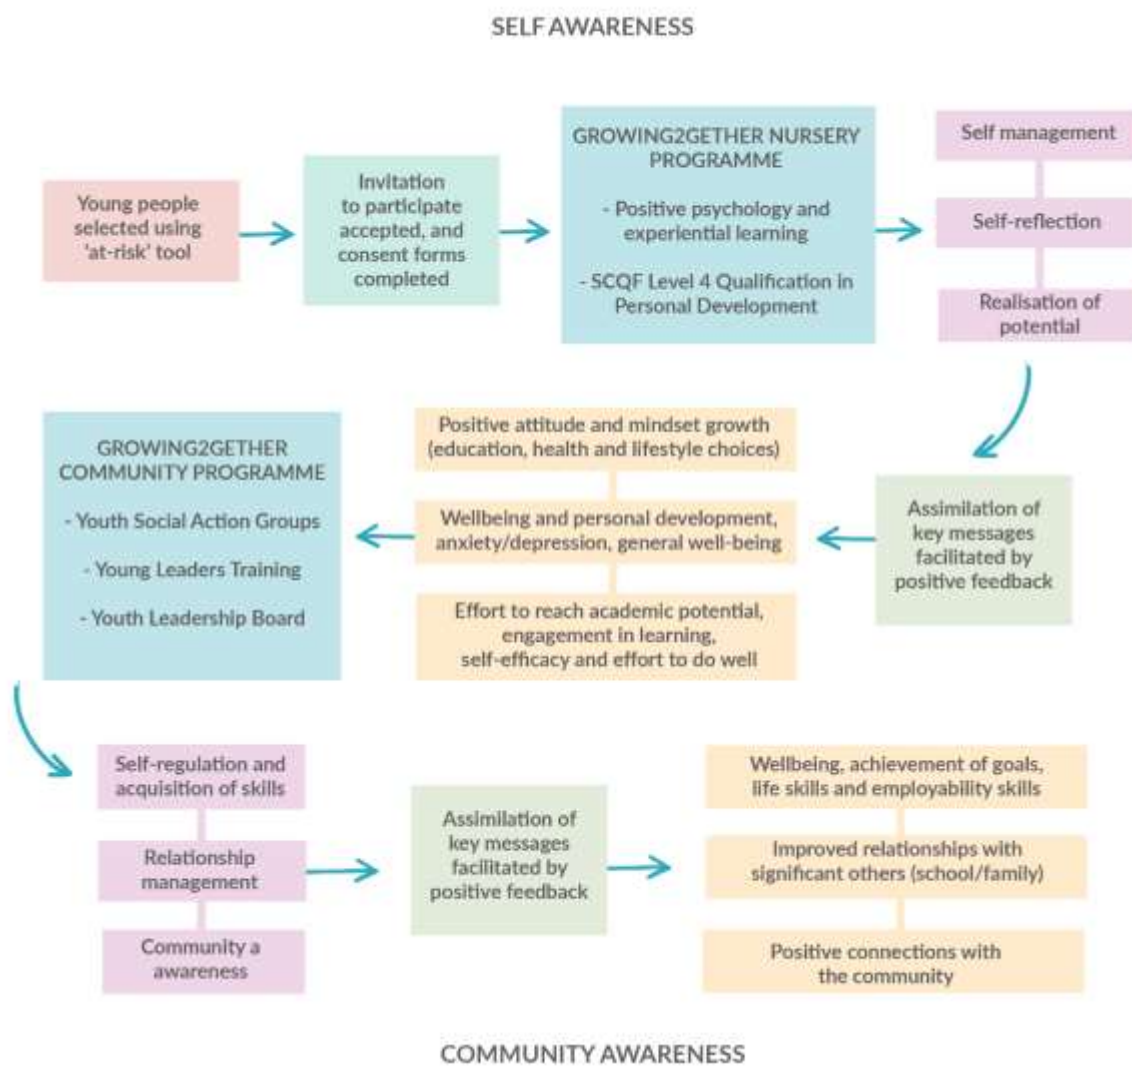 SELF AWARENESS
Young people
selected using
'at-risk' tool
Invitation
to participate
accepted, and
consent forms
completed
GROWING2GETHER NURSERY
PROGRAMME
- Positive psychology and
experiential learning
- SCQF Level 4 Qualification in
Personal Development
Self management
Self-reflection
Realisation of
potential
Assimilation of
key messages
facilitated by
positive feedback
Positive attitude and mindset growth
(education, health and lifestyle choices)
Wellbeing and personal development,
anxiety/depression, general well-being
Effort to reach academic potential,
engagement in learning,
self-efficacy and effort to do well
GROWING2GETHER
COMMUNITY PROGRAMME
- Youth Social Action Groups
- Young Leaders Training
- Youth Leadership Board
Self-regulation and
acquisition of skills
Relationship
management
Community a
awareness
Assimilation of
key messages
facilitated by
positive feedback
Wellbeing, achievement of goals,
life skills and employability skills
Improved relationships with
significant others (school/family)
Positive connections with
the community
COMMUNITY AWARENESS